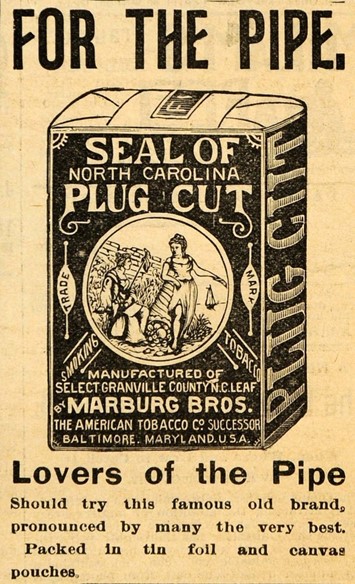 FOR THE PIPE.
SEAL OF
NORTH CAROLINA
PLUG CUT
TRADE
MARK
SMOKING
TOBACCO
MANUFACTURED OF
SELECT GRANVILLE COUNTY N.C. LEAF
BY MARBURG BROS.
THE AMERICAN TOBACCO CO. SUCCESSOR
BALTIMORE. MARYLAND. U.S.A.
PLUG CUT
Lovers of the Pipe
Should try this famous old brand,
pronounced by many the very best.
Packed in tin foil and canvas
pouches.